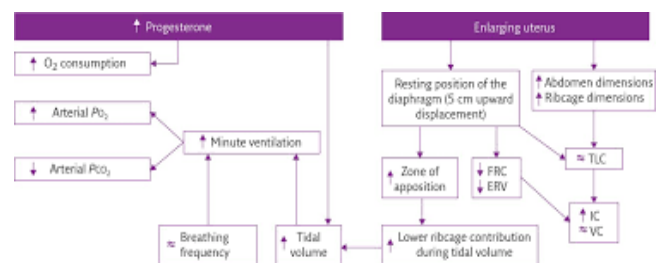 ↑ Progesterone
Enlarging uterus
↑ O₂ consumption
Resting position of the
diaphragm (5 cm upward
displacement)
↑ Abdomen dimensions
↑ Ribcage dimensions
↑ Arterial Po₂
↑ Minute ventilation
↓ Arterial Pco₂
↑ Zone of
apposition
↓ FRC
↓ ERV
≈ TLC
↑ IC
≈ VC
≈ Breathing
frequency
↑ Tidal
volume
↑ Lower ribcage contribution
during tidal volume